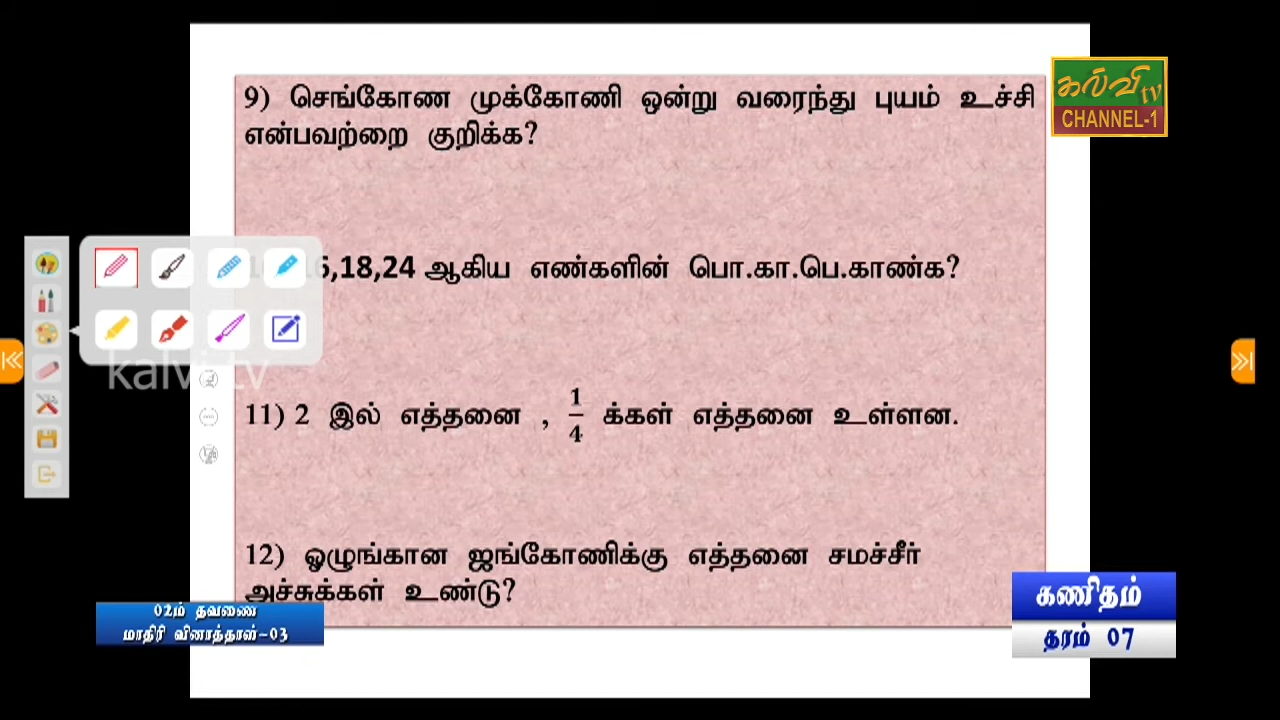 கல்வி tv
CHANNEL-1
9) செங்கோண முக்கோணி ஒன்று வரைந்து புயம் உச்சி
என்பவற்றை குறிக்க?
,18,24 ஆகிய எண்களின் பொ.கா.பெ.காண்க?
kalvi tv
11) 2 இல் எத்தனை , 1/4 க்கள் எத்தனை உள்ளன.
12) ஒழுங்கான ஐங்கோணிக்கு எத்தனை சமச்சீர்
அச்சுக்கள் உண்டு?
02ம் தவணை
மாதிரி வினாத்தாள்-03
கணிதம்
தரம் 07